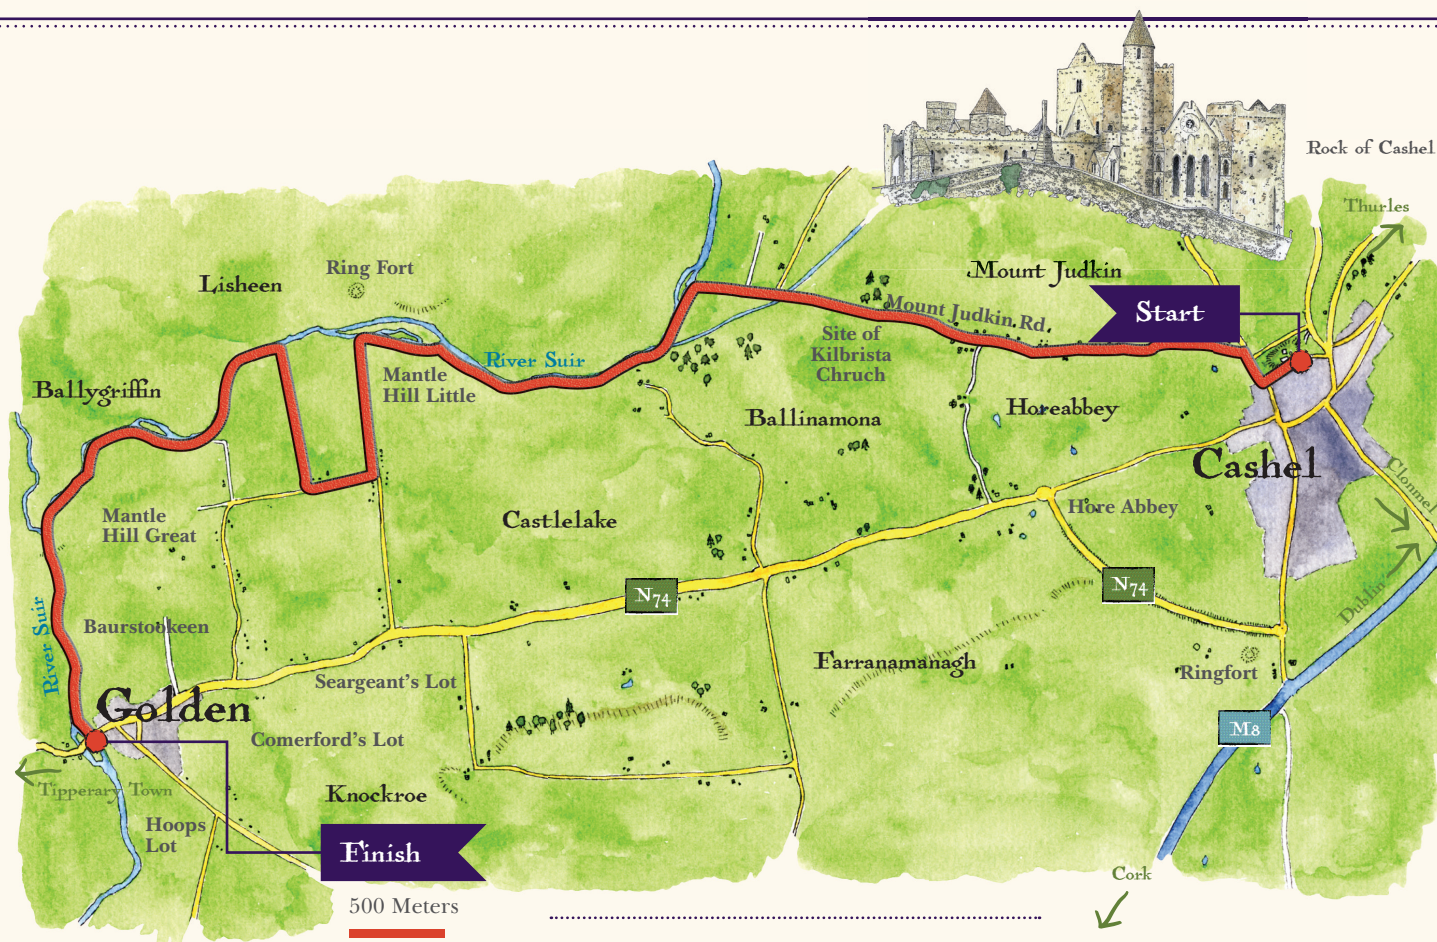 Rock of Cashel
Thurles
Mount Judkin
Ring Fort
Lisheen
Start
Mount Judkin Rd
Site of
Kilbrista
Chruch
River Suir
Mantle
Hill Little
Ballygriffin
Ballinamona
Horeabbey
Cashel
Clonmel
Hore Abbey
Mantle
Hill Great
Castlelake
N74
N74
Dublin
River Suir
Baurstookeen
Farranamanagh
Ringfort
Seargeant's Lot
Golden
M8
Comerford's Lot
Tipperary Town
Knockroe
Hoops
Lot
Finish
Cork
500 Meters